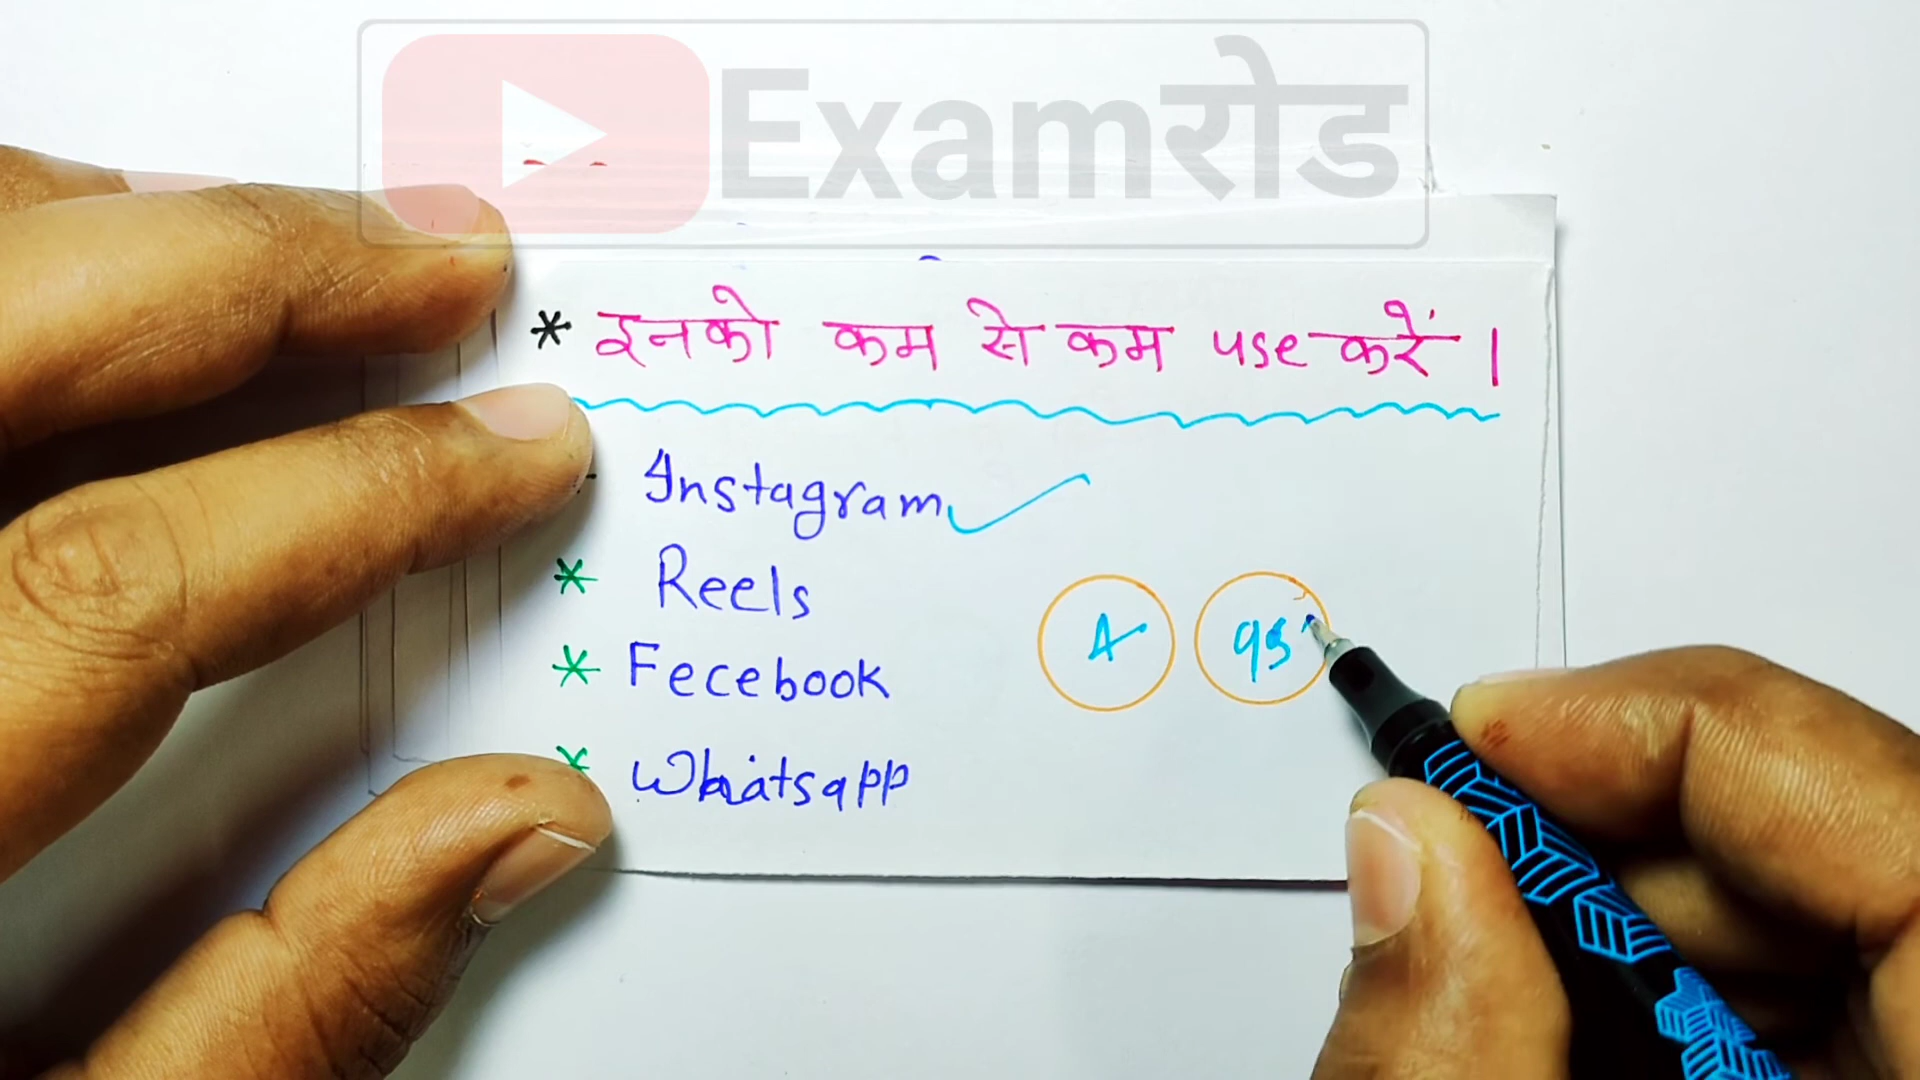 Examरोड
* इनको कम से कम use करें ।
Instagram
* Reels
* Fecebook
* Whatsapp
A 95